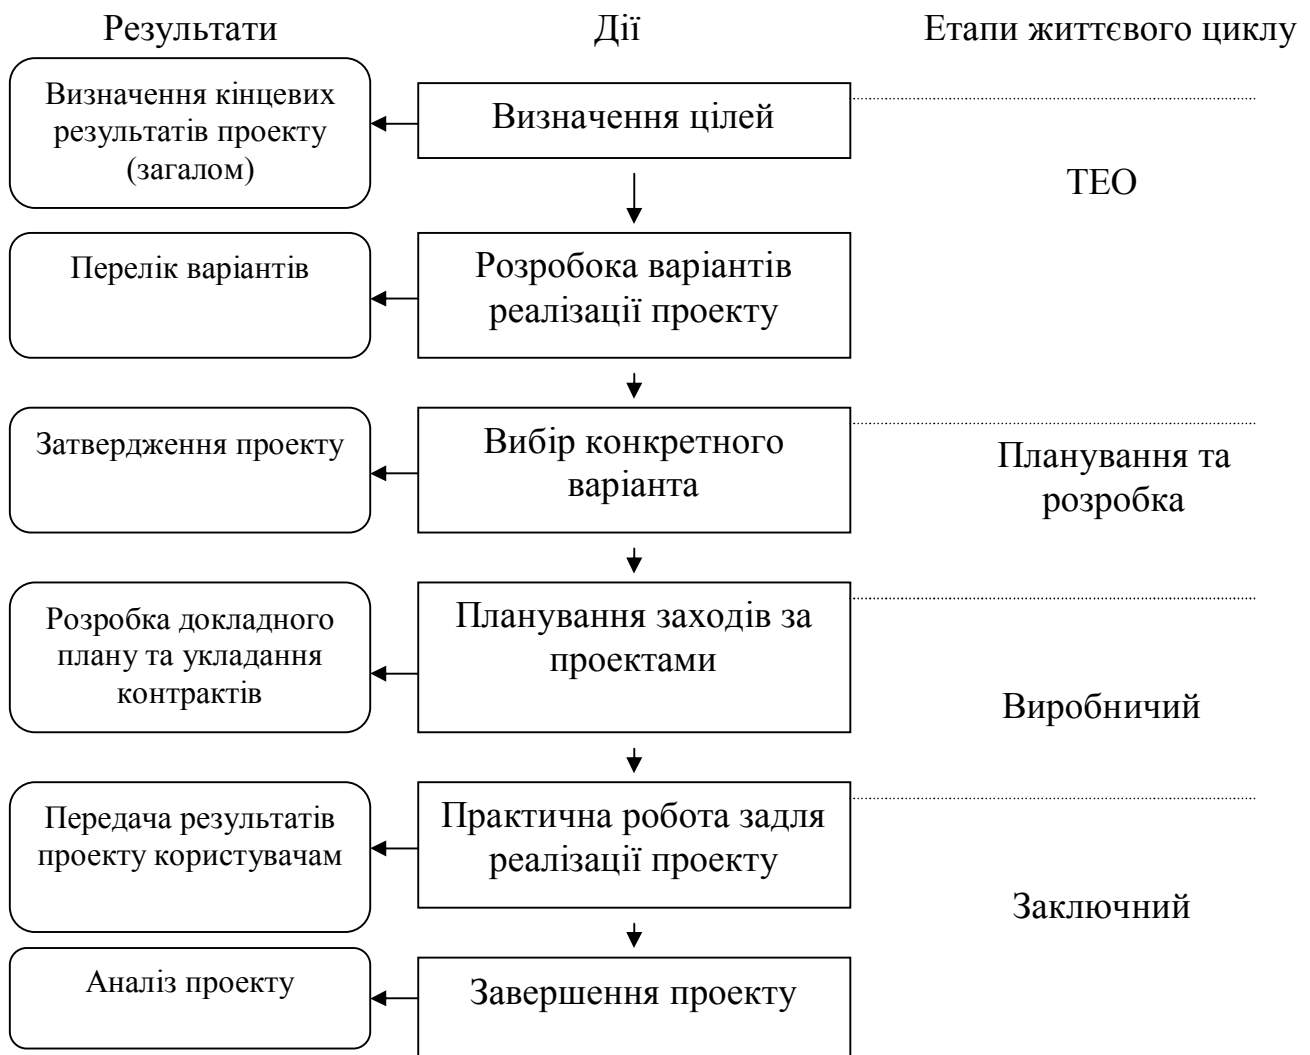 Результати
Дії
Етапи життєвого циклу
Визначення кінцевих
результатів проекту
(загалом)
Визначення цілей
ТЕО
Перелік варіантів
Розробока варіантів
реалізації проекту
Затвердження проекту
Вибір конкретного
варіанта
Планування та
розробка
Розробка докладного
плану та укладання
контрактів
Планування заходів за
проектами
Виробничий
Передача результатів
проекту користувачам
Практична робота задля
реалізації проекту
Заключний
Аналіз проекту
Завершення проекту